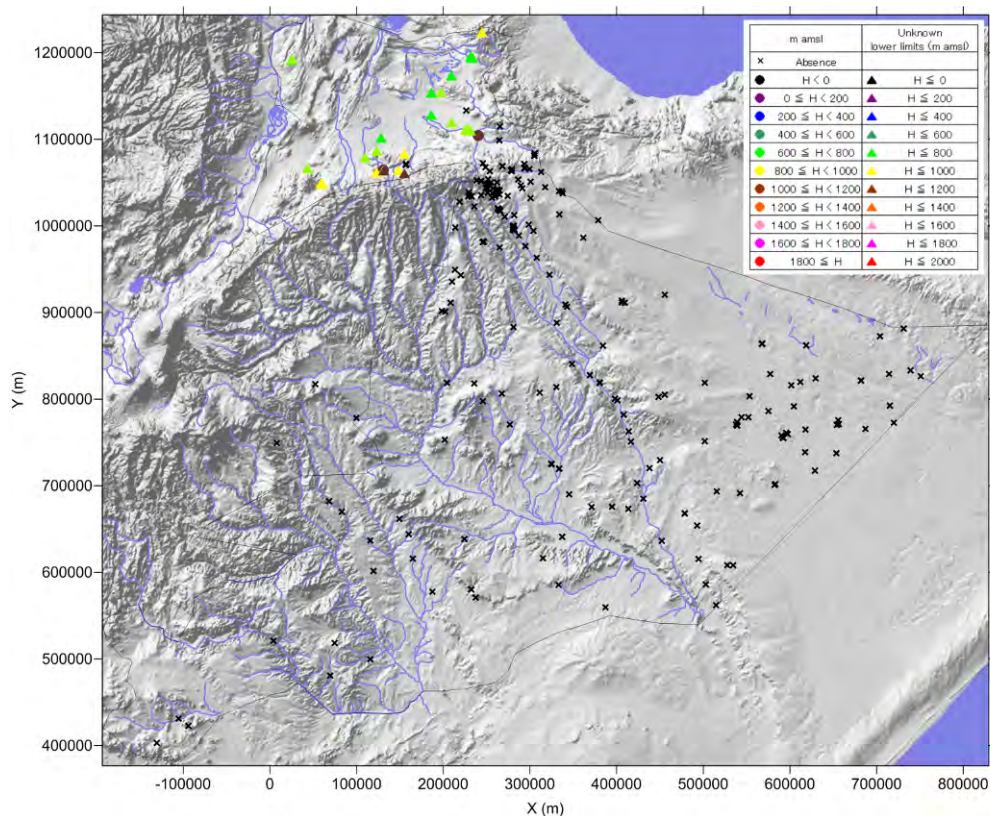 1200000
1100000
1000000
900000
800000
700000
600000
500000
400000
Y (m)
-100000 0 100000 200000 300000 400000 500000 600000 700000 800000
X (m)
m amsl Unknown lower limits (m amsl)
× Absence
H < 0 H ≦ 0
0 ≦ H < 200 H ≦ 200
200 ≦ H < 400 H ≦ 400
400 ≦ H < 600 H ≦ 600
600 ≦ H < 800 H ≦ 800
800 ≦ H < 1000 H ≦ 1000
1000 ≦ H < 1200 H ≦ 1200
1200 ≦ H < 1400 H ≦ 1400
1400 ≦ H < 1600 H ≦ 1600
1600 ≦ H < 1800 H ≦ 1800
1800 ≦ H H ≦ 2000